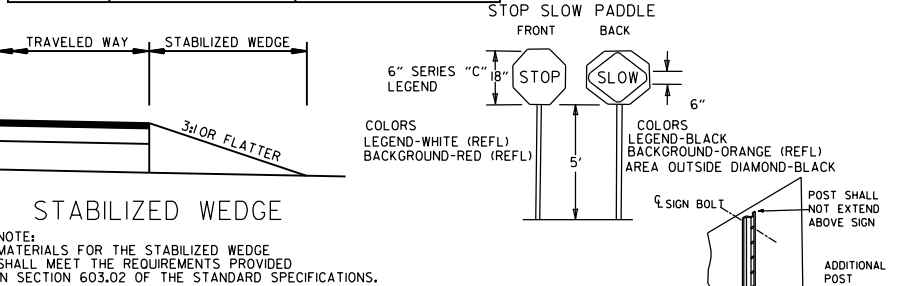 STOP SLOW PADDLE
FRONT
BACK
TRAVELED WAY
STABILIZED WEDGE
6" SERIES "C"
LEGEND
18"
STOP
SLOW
6"
3:1 OR FLATTER
COLORS
LEGEND-WHITE (REFL)
BACKGROUND-RED (REFL)
5'
COLORS
LEGEND-BLACK
BACKGROUND-ORANGE (REFL)
AREA OUTSIDE DIAMOND-BLACK
STABILIZED WEDGE
NOTE:
MATERIALS FOR THE STABILIZED WEDGE
SHALL MEET THE REQUIREMENTS PROVIDED
IN SECTION 603.02 OF THE STANDARD SPECIFICATIONS.
℄ SIGN BOLT
POST SHALL
NOT EXTEND
ABOVE SIGN
ADDITIONAL
POST